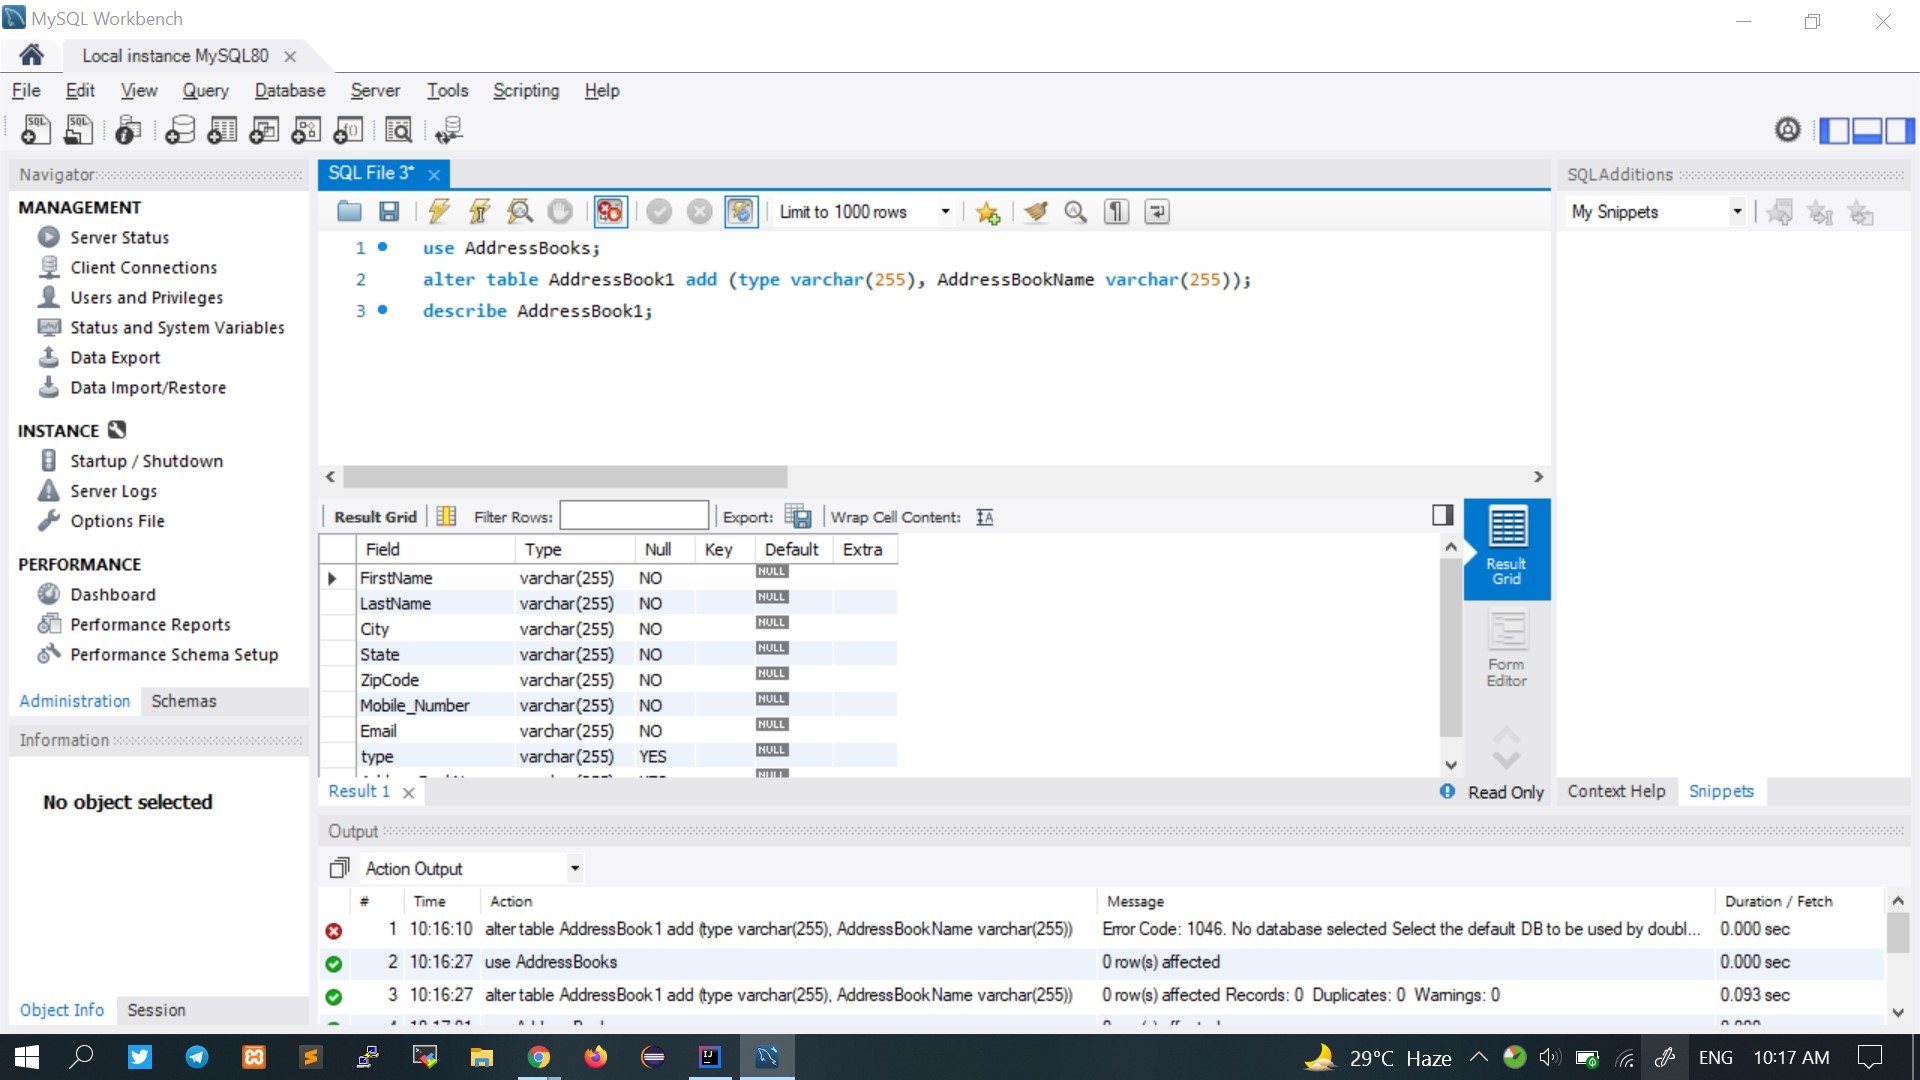 MySQL Workbench
Local instance MySQL80
File Edit View Query Database Server Tools Scripting Help
Navigator
MANAGEMENT
Server Status
Client Connections
Users and Privileges
Status and System Variables
Data Export
Data Import/Restore
INSTANCE
Startup / Shutdown
Server Logs
Options File
PERFORMANCE
Dashboard
Performance Reports
Performance Schema Setup
Administration Schemas
Information
No object selected
Object Info Session
SQL File 3*
Limit to 1000 rows
1 use AddressBooks;
2 alter table AddressBook1 add (type varchar(255), AddressBookName varchar(255));
3 describe AddressBook1;
Result Grid Filter Rows: Export: Wrap Cell Content:
Field Type Null Key Default Extra
FirstName varchar(255) NO NULL
LastName varchar(255) NO NULL
City varchar(255) NO NULL
State varchar(255) NO NULL
ZipCode varchar(255) NO NULL
Mobile_Number varchar(255) NO NULL
Email varchar(255) NO NULL
type varchar(255) YES NULL
Result
Grid
Form
Editor
Result 1
Read Only
SQLAdditions
My Snippets
Context Help Snippets
Output
Action Output
# Time Action Message Duration / Fetch
1 10:16:10 alter table AddressBook1 add (type varchar(255), AddressBookName varchar(255)) Error Code: 1046. No database selected Select the default DB to be used by doubl... 0.000 sec
2 10:16:27 use AddressBooks 0 row(s) affected 0.000 sec
3 10:16:27 alter table AddressBook1 add (type varchar(255), AddressBookName varchar(255)) 0 row(s) affected Records: 0 Duplicates: 0 Warnings: 0 0.093 sec
29°C Haze ENG 10:17 AM